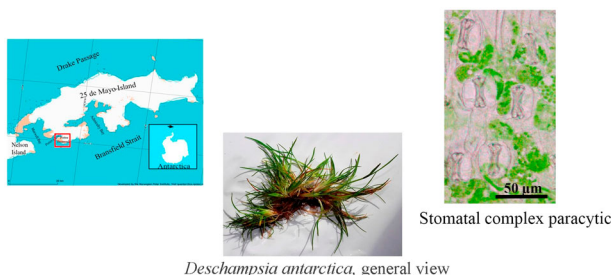 Drake Passage
25 de Mayo-Island
Nelson
Island
Bransfield Strait
Antarctica
50 µm
Stomatal complex paracytic
Deschampsia antarctica, general view